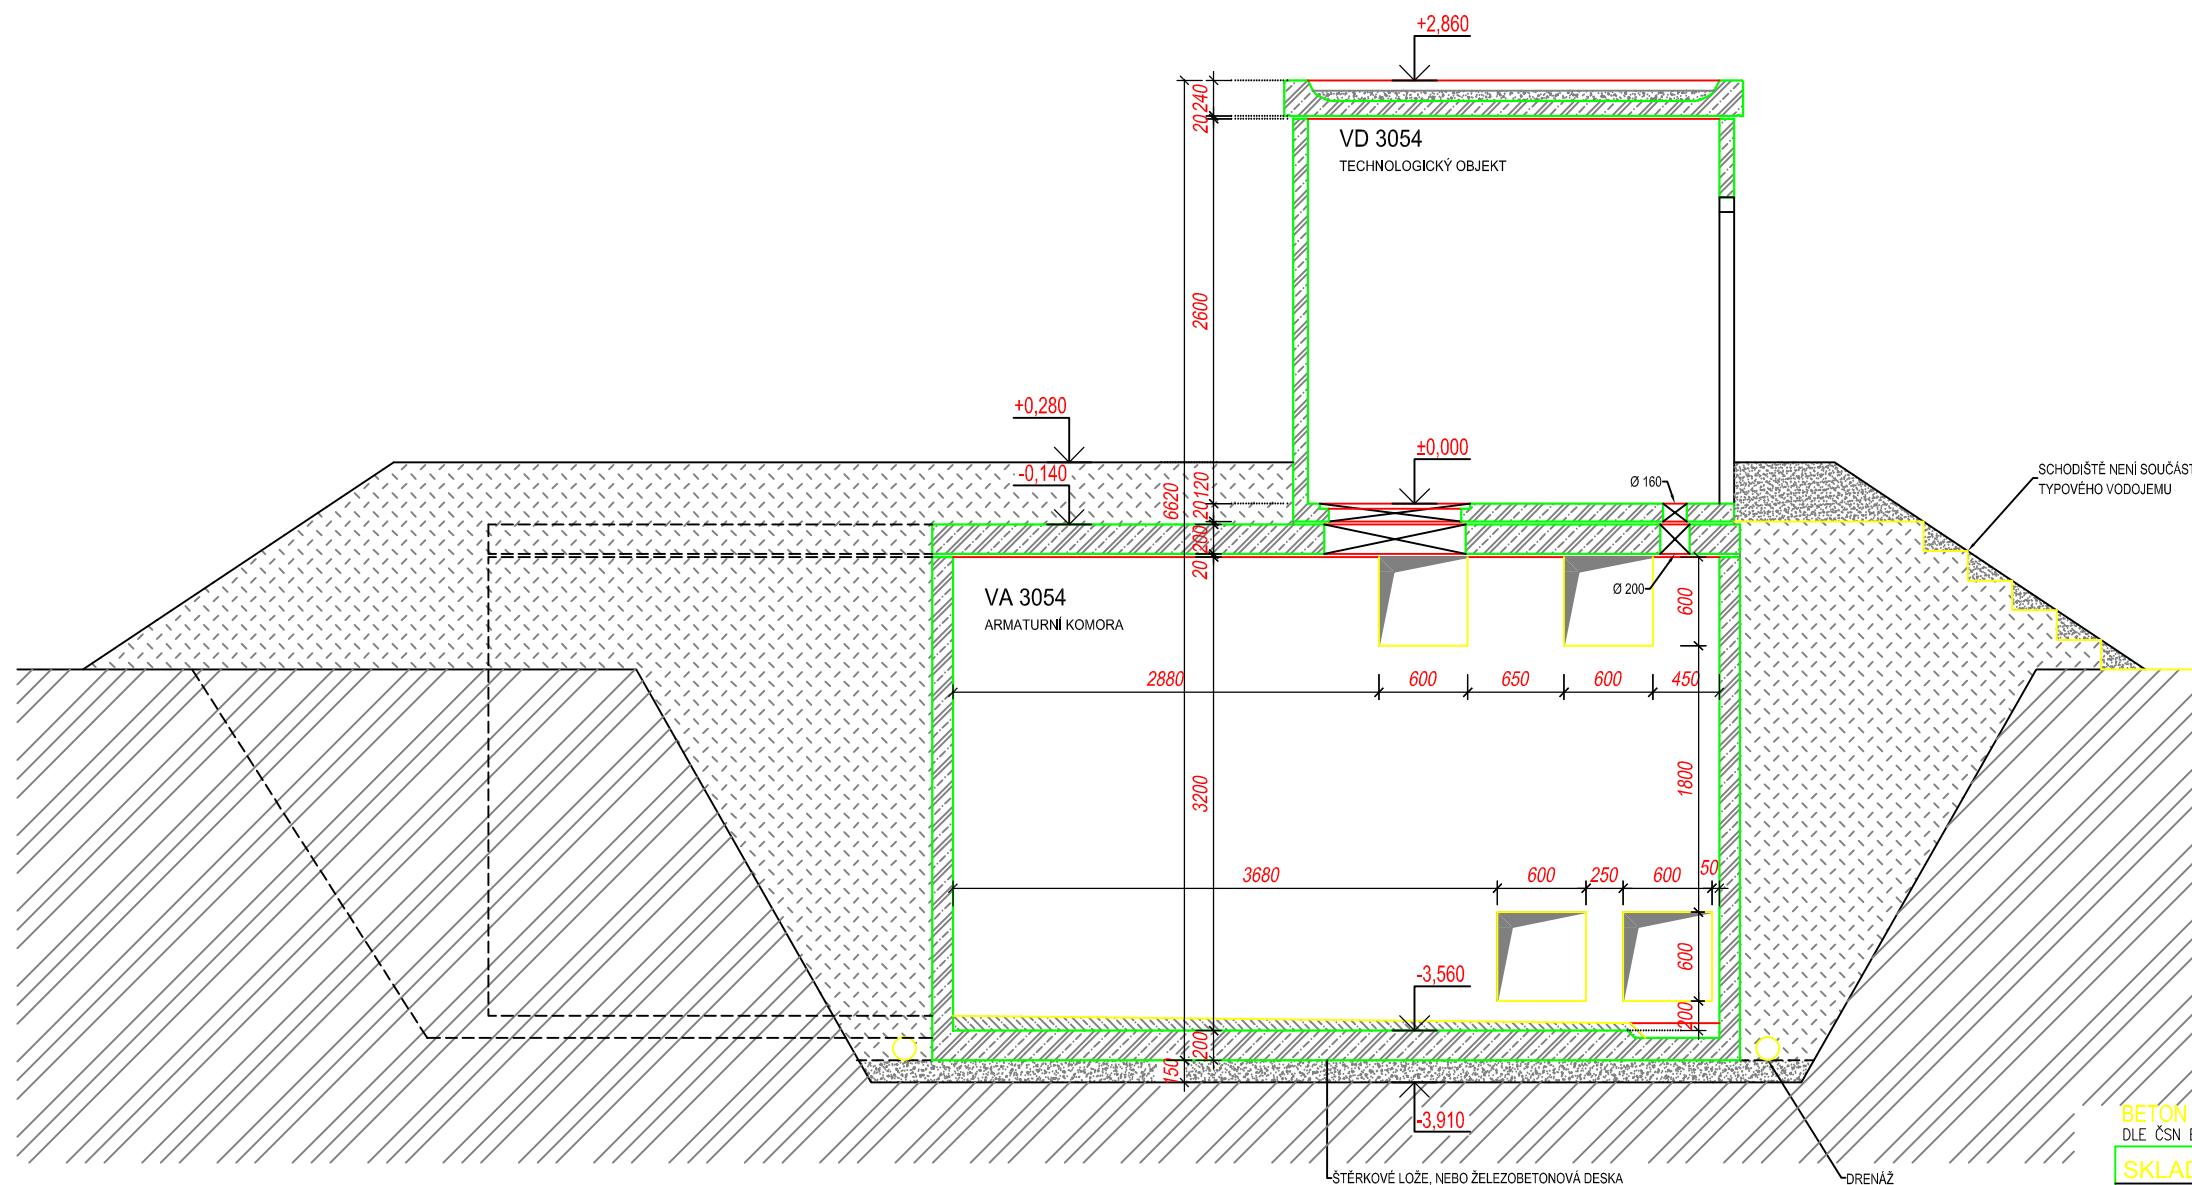 +2,860
240
20
VD 3054
TECHNOLOGICKÝ OBJEKT
2600
+0,280
-0,140
±0,000
6620
120
20
200
20
Ø 160
SCHODIŠTĚ NENÍ SOUČÁST
TYPOVÉHO VODOJEMU
VA 3054
ARMATURNÍ KOMORA
Ø 200
600
2880
600
650
600
450
3200
1800
3680
600
250
600
50
600
-3,560
200
200
150
-3,910
BETON
DLE ČSN
SKLAD
ŠTĚRKOVÉ LOŽE, NEBO ŽELEZOBETONOVÁ DESKA
DRENÁŽ